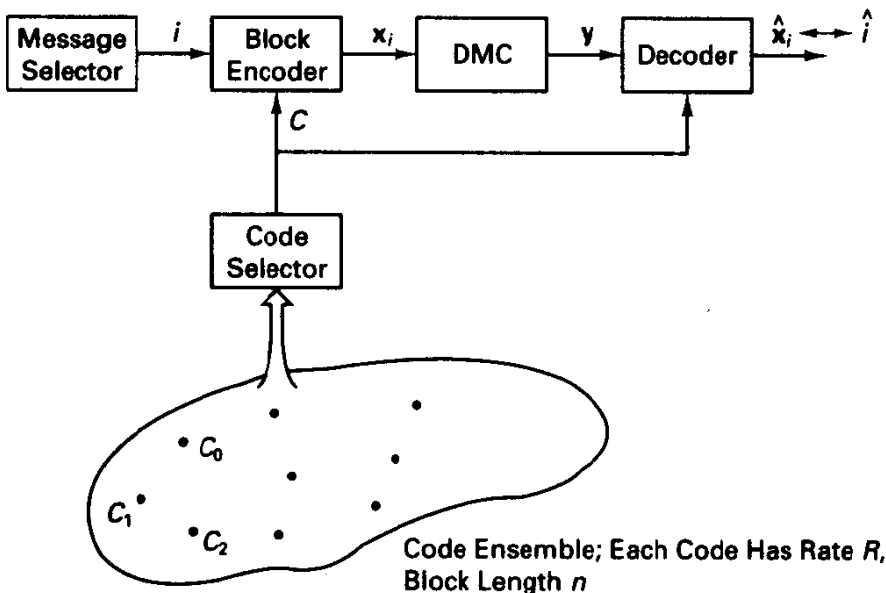 Message
Selector
i
Block
Encoder
x_i
DMC
y
Decoder
x̂_i ↔ î
C
Code
Selector
C_0
C_1
C_2
Code Ensemble; Each Code Has Rate R,
Block Length n